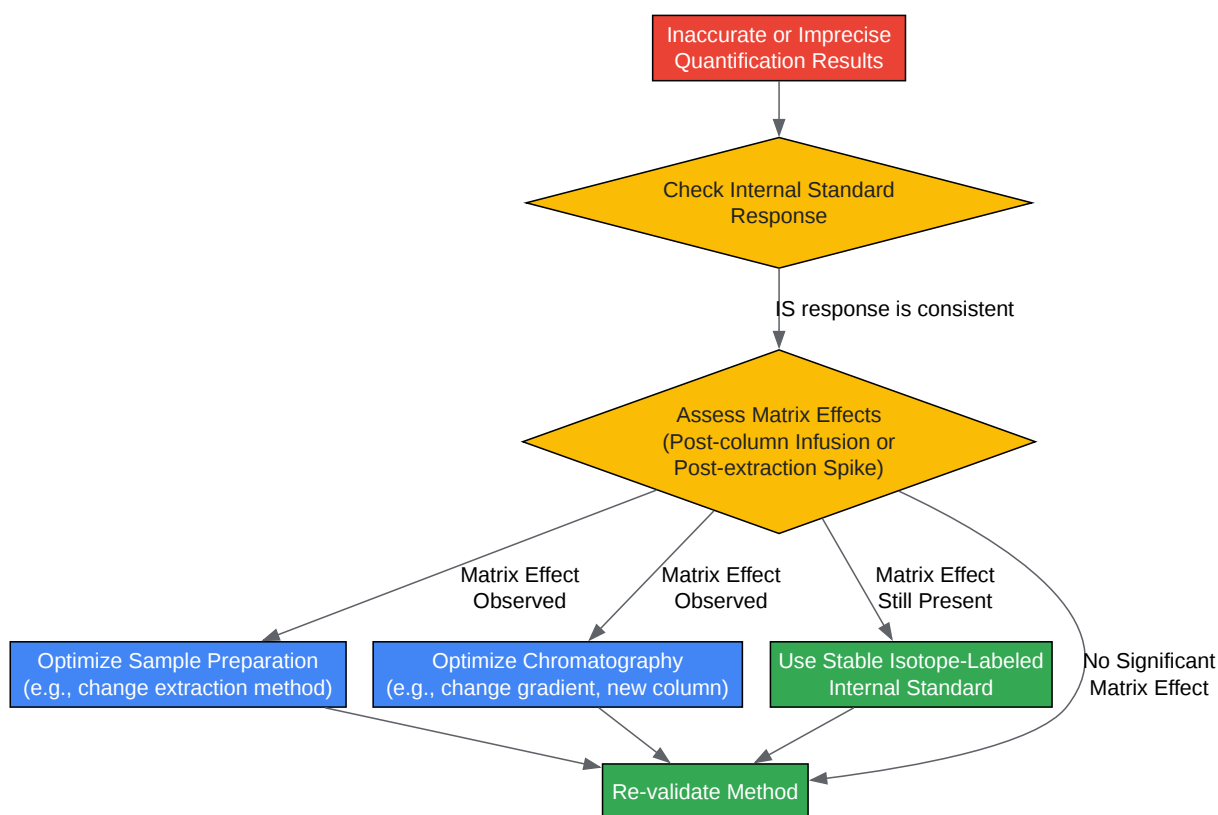 Inaccurate or Imprecise
Quantification Results
Check Internal Standard
Response
IS response is consistent
Assess Matrix Effects
(Post-column Infusion or
Post-extraction Spike)
Matrix Effect
Observed
Matrix Effect
Observed
Matrix Effect
Still Present
No Significant
Matrix Effect
Optimize Sample Preparation
(e.g., change extraction method)
Optimize Chromatography
(e.g., change gradient, new column)
Use Stable Isotope-Labeled
Internal Standard
Re-validate Method